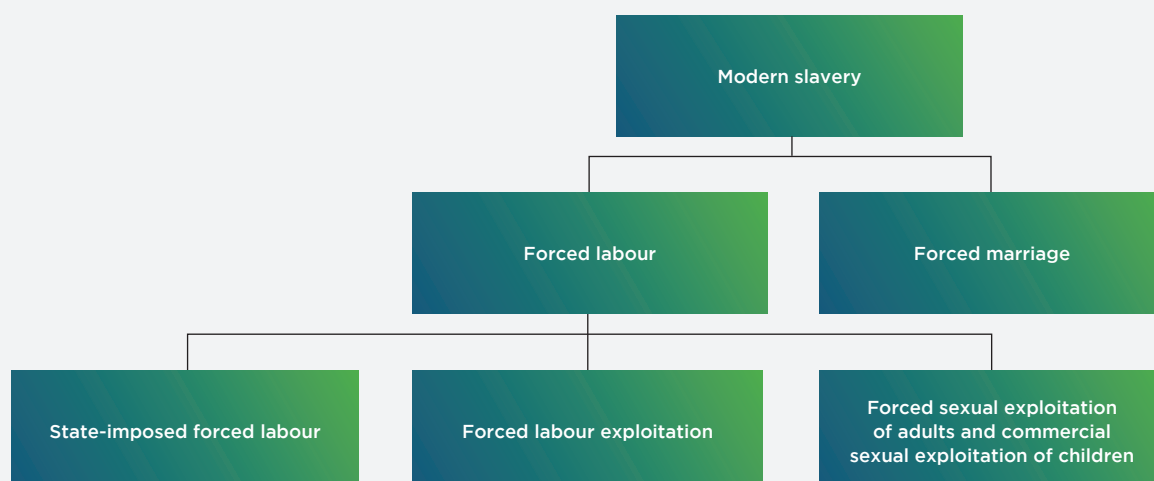 Modern slavery
Forced labour
Forced marriage
State-imposed forced labour
Forced labour exploitation
Forced sexual exploitation
of adults and commercial
sexual exploitation of children